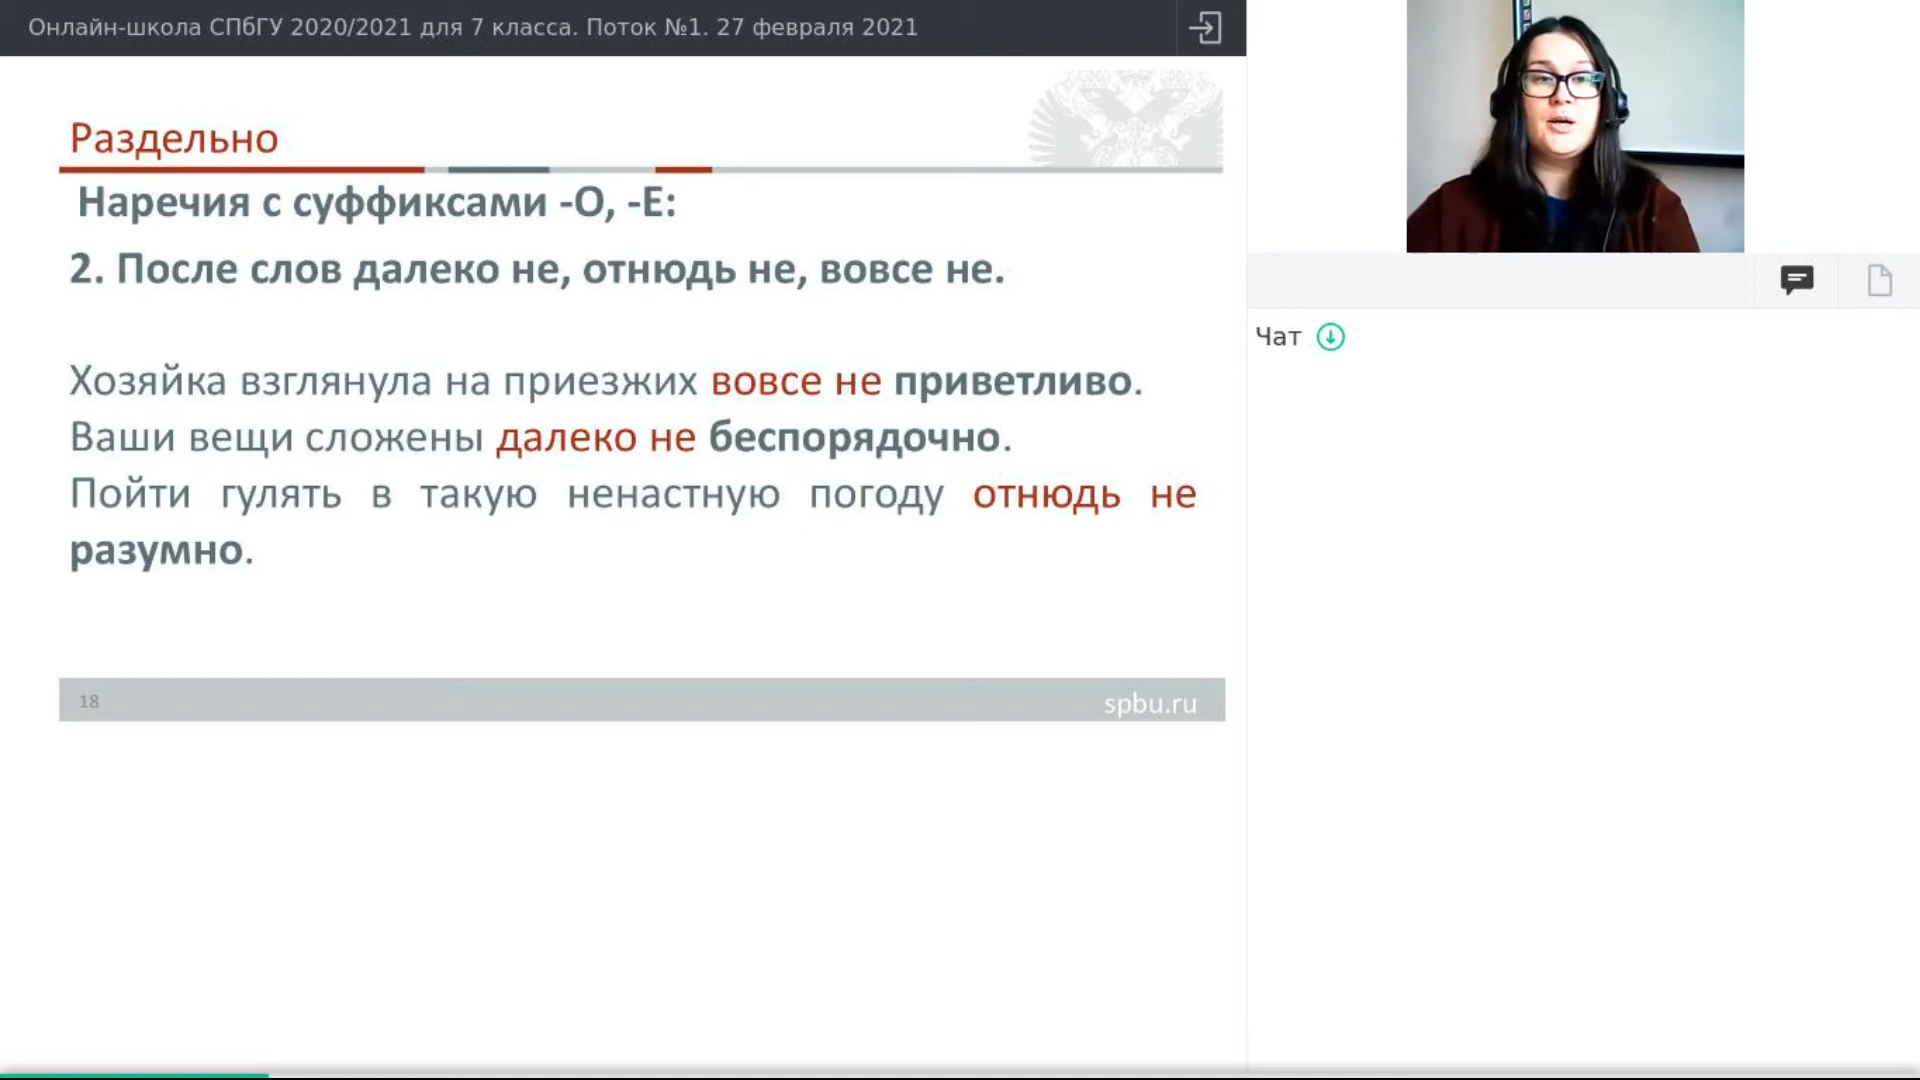 Онлайн-школа СПбГУ 2020/2021 для 7 класса. Поток №1. 27 февраля 2021
Раздельно
Наречия с суффиксами -О, -Е:
2. После слов далеко не, отнюдь не, вовсе не.
Хозяйка взглянула на приезжих вовсе не приветливо.
Ваши вещи сложены далеко не беспорядочно.
Пойти гулять в такую ненастную погоду отнюдь не
разумно.
18
spbu.ru
Чат